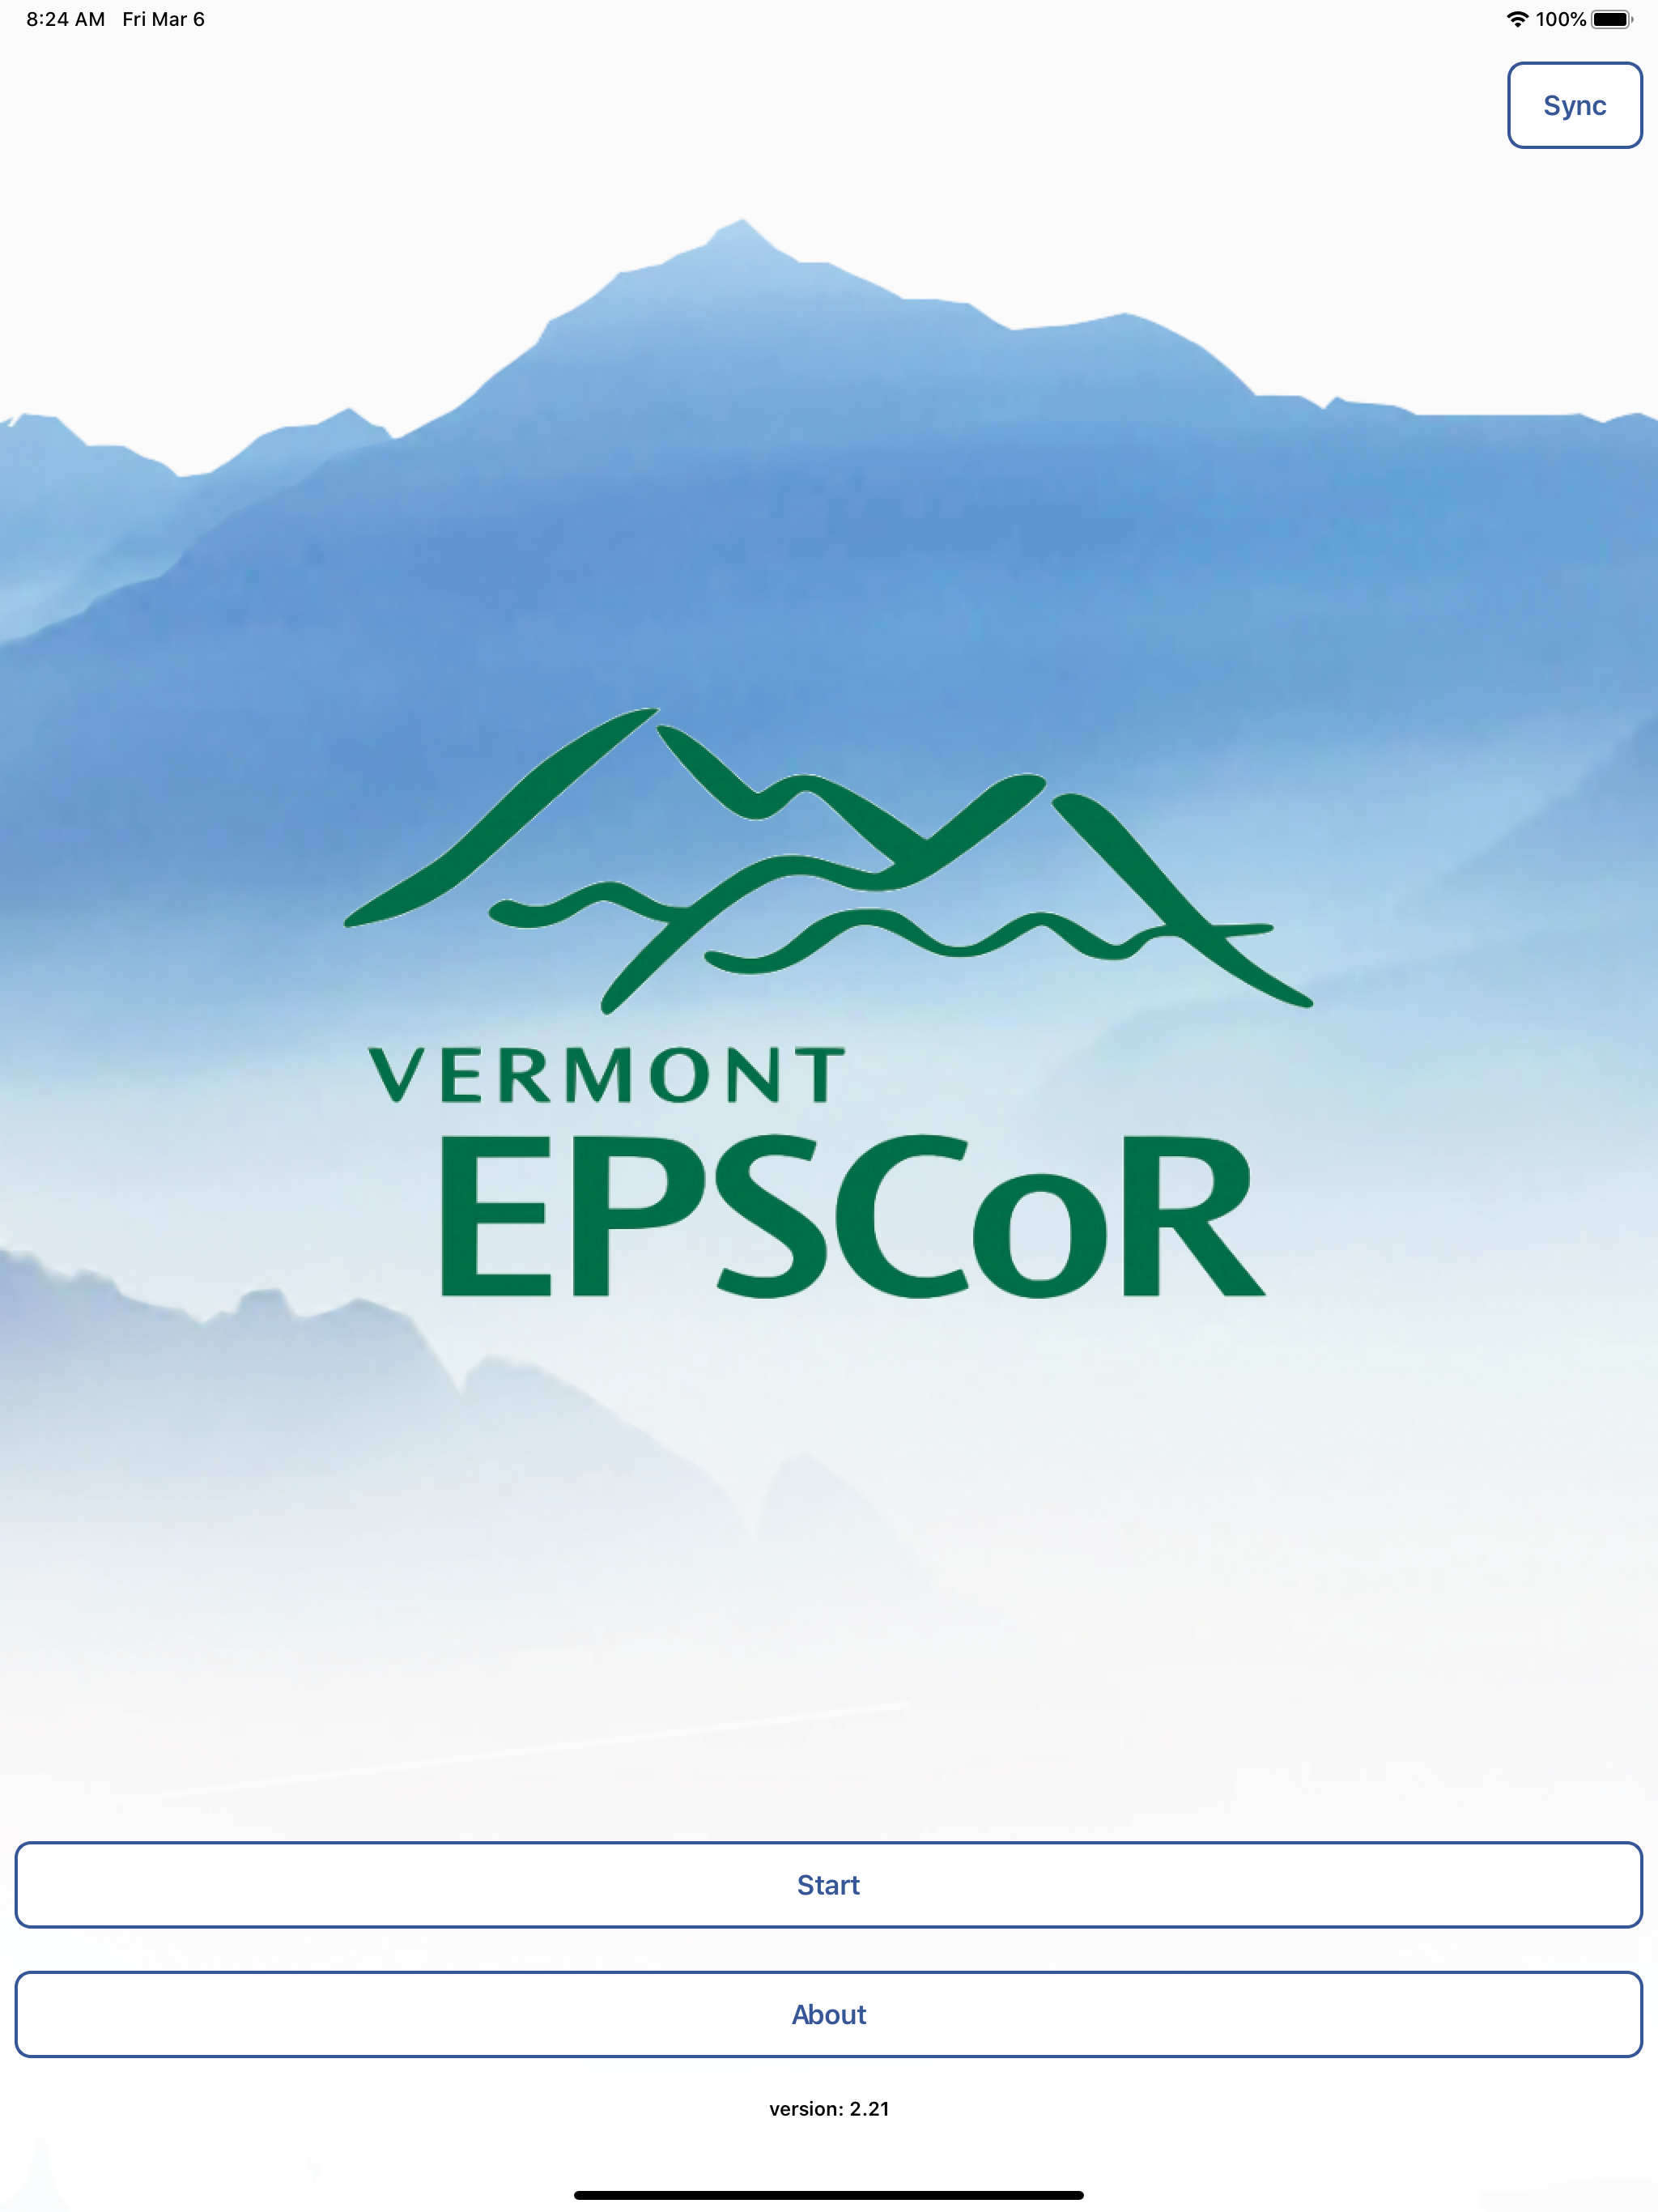 8:24 AM Fri Mar 6 100%
Sync
VERMONT
EPSCoR
Start
About
version: 2.21